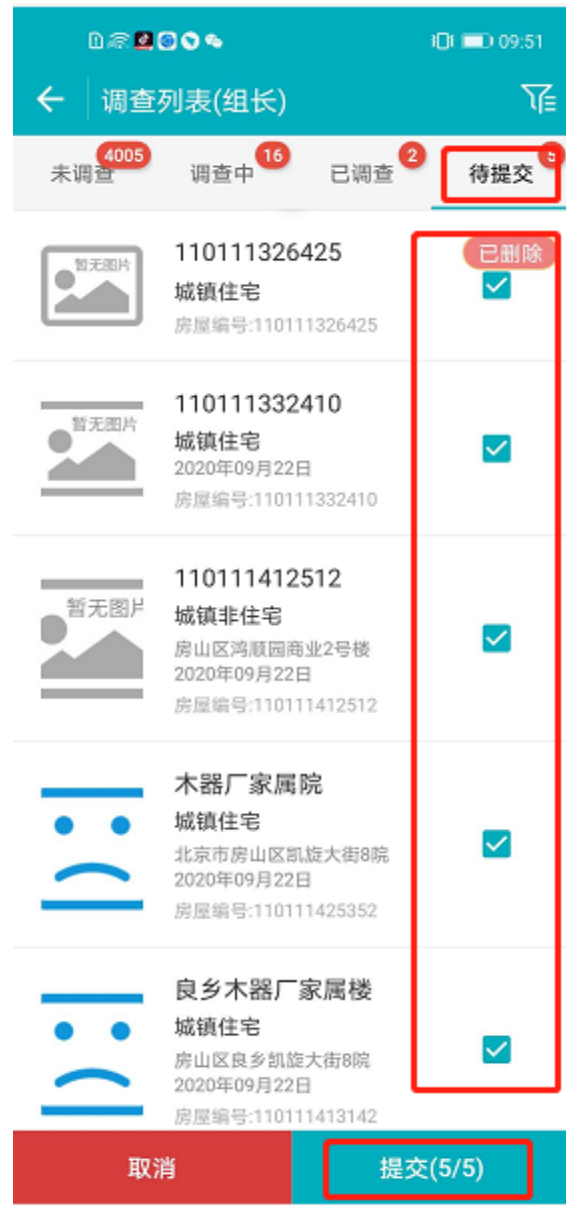 09:51
调查列表(组长)
4005
16
2
5
未调查
调查中
已调查
待提交
暂无图片
110111326425
已删除
城镇住宅
房屋编号:110111326425
暂无图片
110111332410
城镇住宅
2020年09月22日
房屋编号:110111332410
暂无图片
110111412512
城镇非住宅
房山区鸿顺园商业2号楼
2020年09月22日
房屋编号:110111412512
木器厂家属院
城镇住宅
北京市房山区凯旋大街8院
2020年09月22日
房屋编号:110111425352
良乡木器厂家属楼
城镇住宅
房山区良乡凯旋大街8院
2020年09月22日
房屋编号:110111413142
取消
提交(5/5)